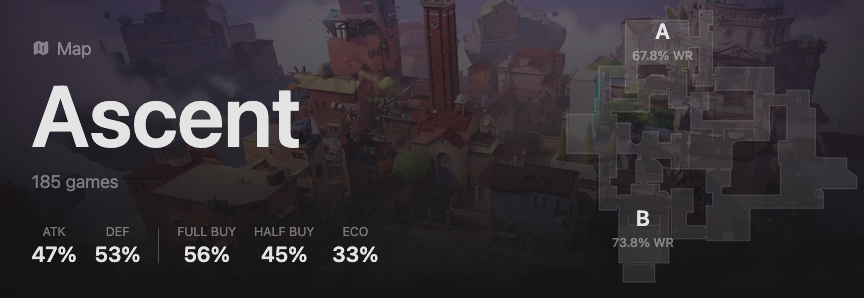 Map
Ascent
185 games
ATK DEF FULL BUY HALF BUY ECO
47% 53% 56% 45% 33%
A
67.8% WR
B
73.8% WR